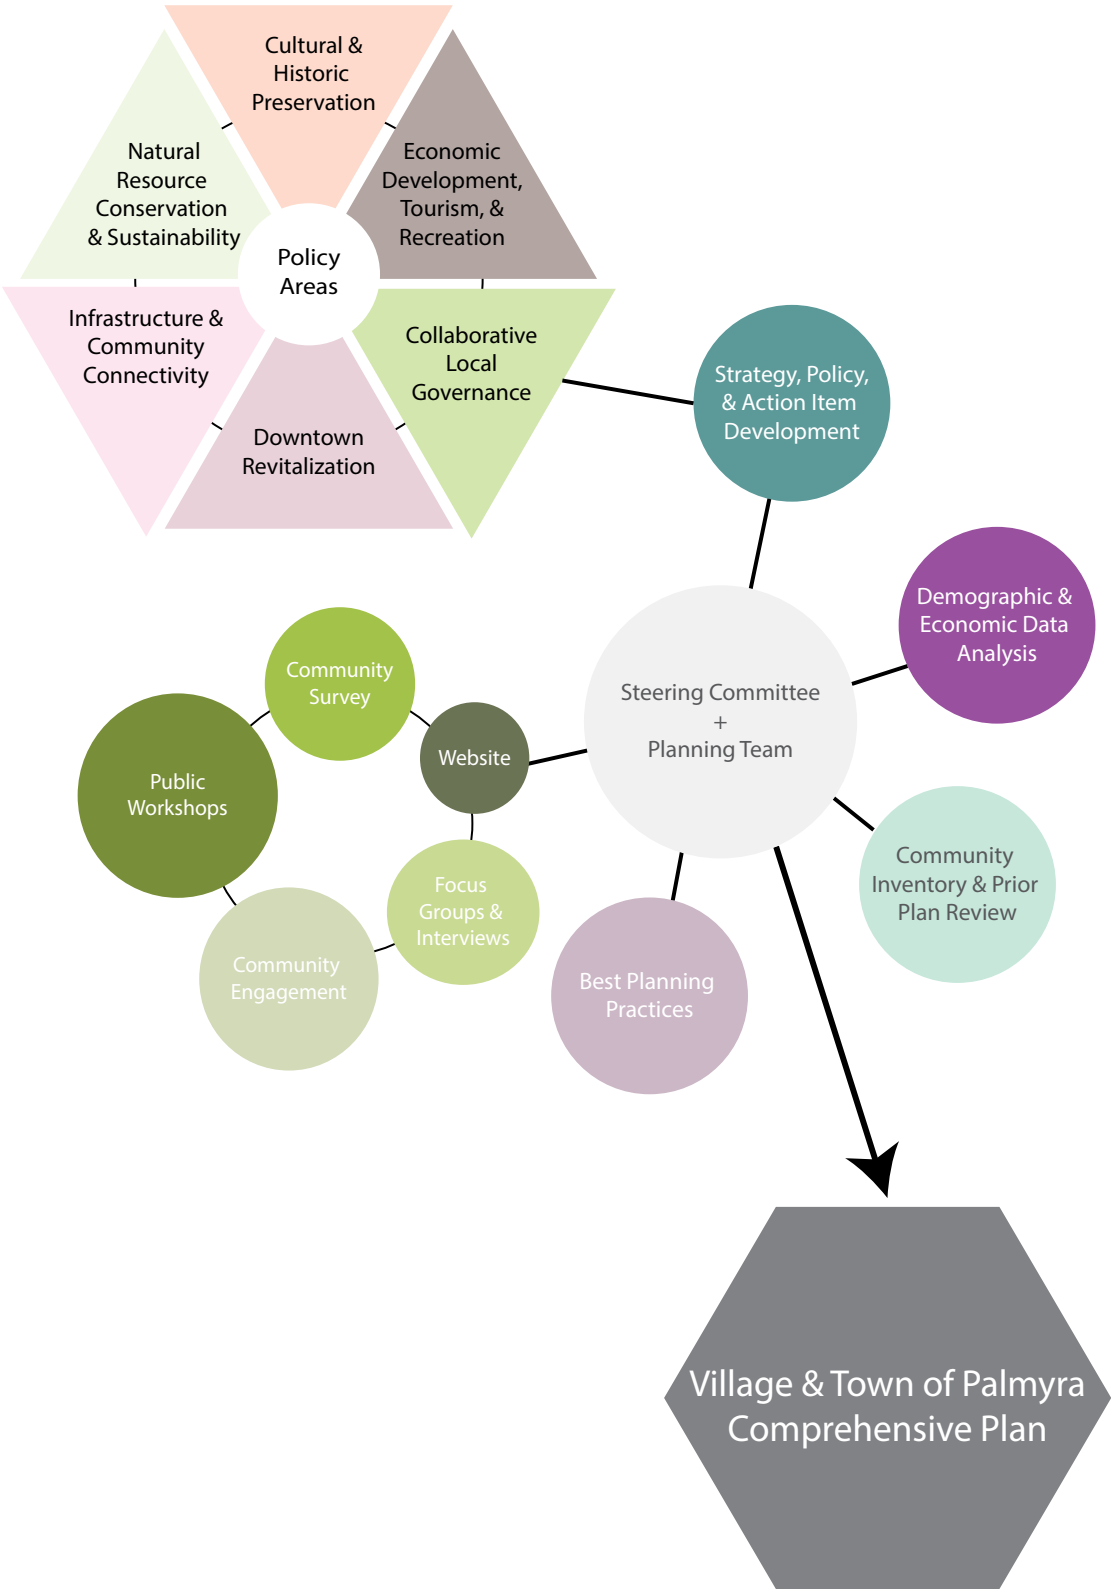 Cultural &
Historic
Preservation
Natural
Resource
Conservation
& Sustainability
Economic
Development,
Tourism, &
Recreation
Policy
Areas
Infrastructure &
Community
Connectivity
Collaborative
Local
Governance
Downtown
Revitalization
Strategy, Policy,
& Action Item
Development
Demographic &
Economic Data
Analysis
Steering Committee
+
Planning Team
Community
Survey
Website
Public
Workshops
Focus
Groups &
Interviews
Community
Engagement
Community
Inventory & Prior
Plan Review
Best Planning
Practices
Village & Town of Palmyra
Comprehensive Plan